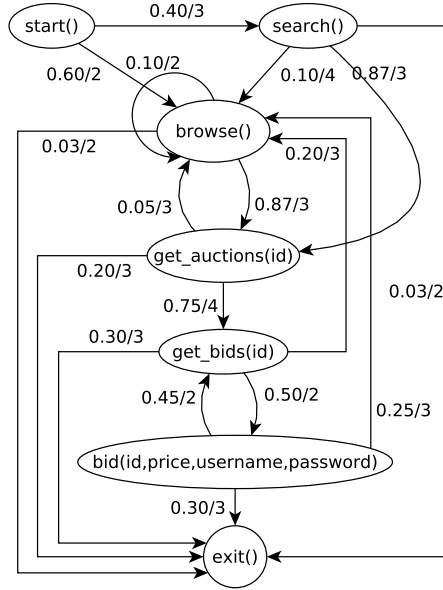 0.40/3
start()
search()
0.60/2
0.10/2
0.10/4
0.87/3
browse()
0.03/2
0.20/3
0.05/3
0.87/3
get_auctions(id)
0.20/3
0.03/2
0.75/4
0.30/3
get_bids(id)
0.45/2
0.50/2
0.25/3
bid(id,price,username,password)
0.30/3
exit()